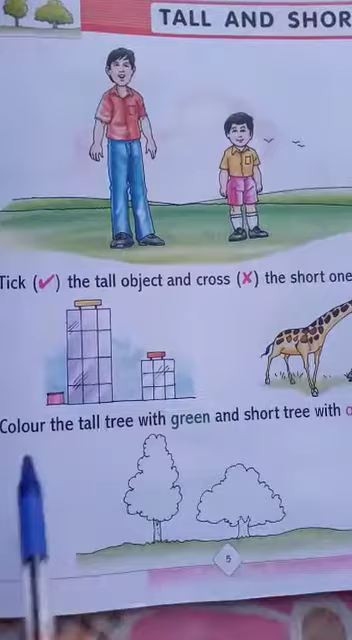 TALL AND SHOR
Tick (✔) the tall object and cross (✘) the short one
Colour the tall tree with green and short tree with
5